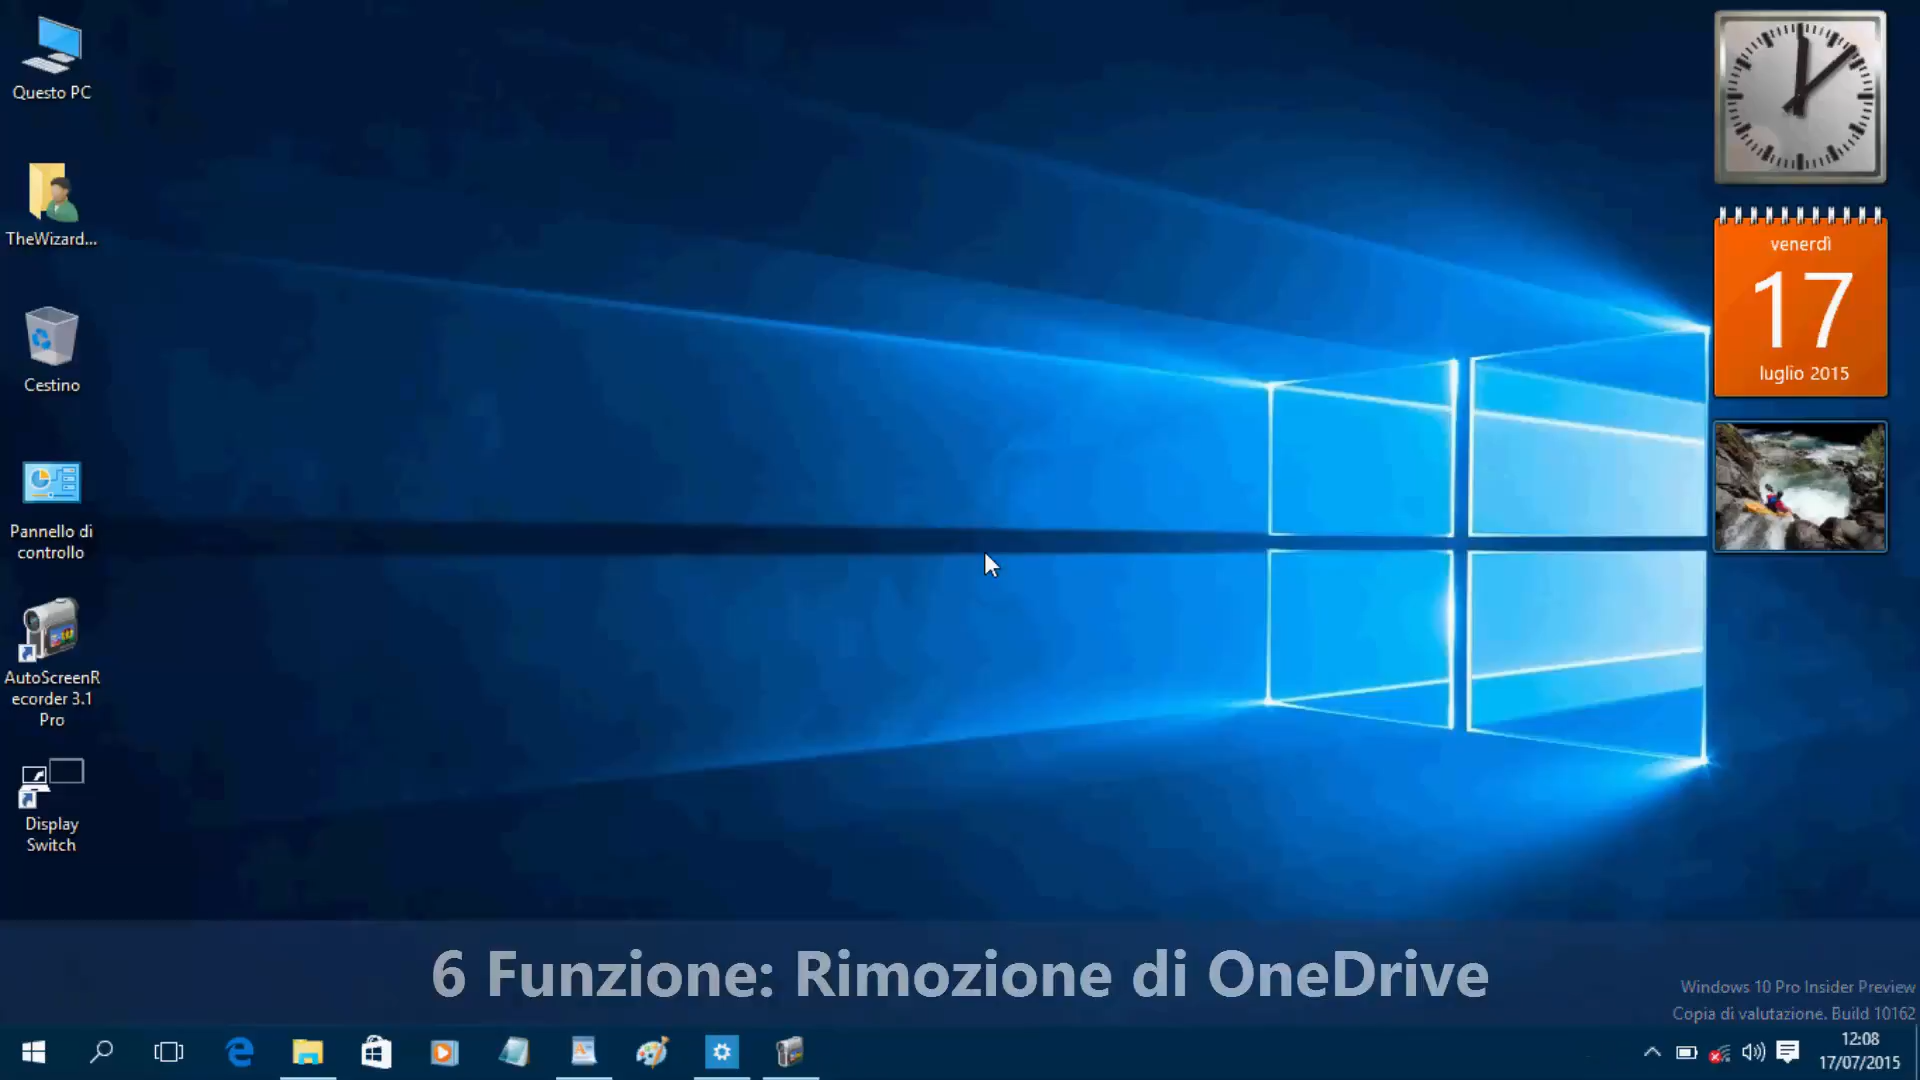 Questo PC
TheWizard...
Cestino
Pannello di
controllo
AutoScreenR
ecorder 3.1
Pro
Display
Switch
venerdì
17
luglio 2015
6 Funzione: Rimozione di OneDrive
Windows 10 Pro Insider Preview
Copia di valutazione. Build 10162
12:08
17/07/2015